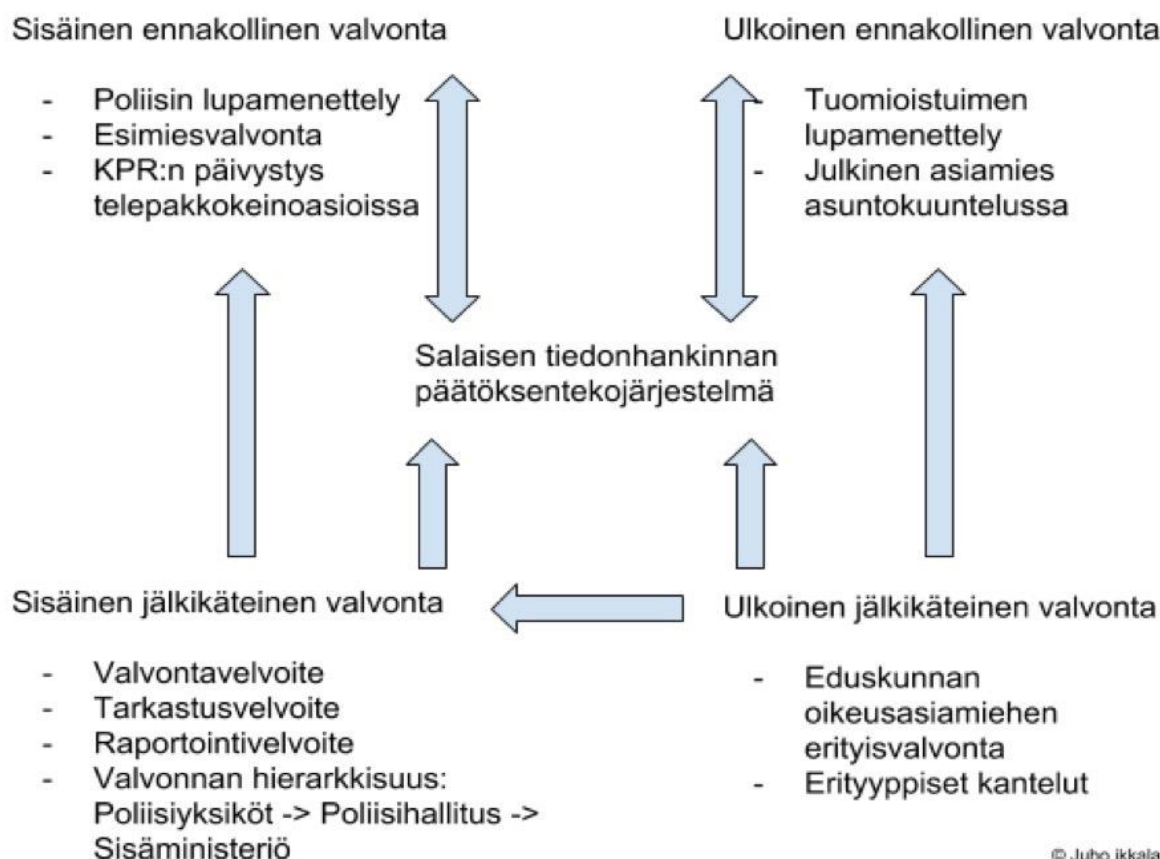 Sisäinen ennakollinen valvonta
- Poliisin lupamenettely
- Esimiesvalvonta
- KPR:n päivystys
telepakkokeinoasioissa
Ulkoinen ennakollinen valvonta
- Tuomioistuimen
lupamenettely
- Julkinen asiamies
asuntokuuntelussa
Salaisen tiedonhankinnan
päätöksentekojärjestelmä
Sisäinen jälkikäteinen valvonta
- Valvontavelvoite
- Tarkastusvelvoite
- Raportointivelvoite
- Valvonnan hierarkkisuus:
Poliisiyksiköt -> Poliisihallitus ->
Sisäministeriö
Ulkoinen jälkikäteinen valvonta
- Eduskunnan
oikeusasiamiehen
erityisvalvonta
- Erityyppiset kantelut
© Juho ikkala